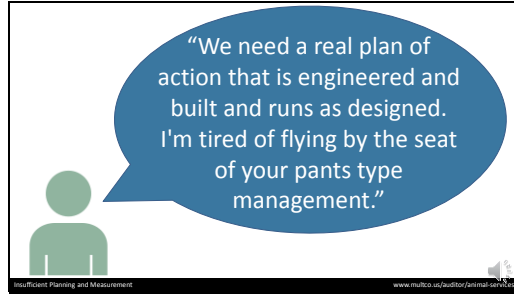 “We need a real plan of
action that is engineered and
built and runs as designed.
I'm tired of flying by the seat
of your pants type
management.”
Insufficient Planning and Measurement
www.multco.us/auditor/animal-services